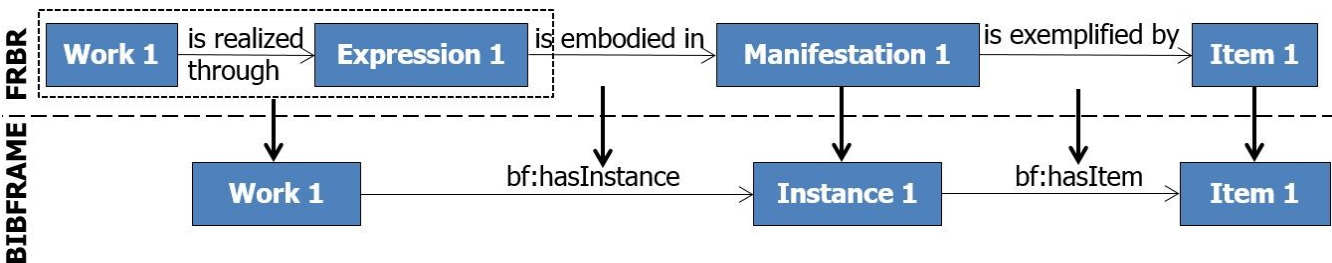 FRBR
Work 1
is realized
through
Expression 1
is embodied in
Manifestation 1
is exemplified by
Item 1
BIBFRAME
Work 1
bf:hasInstance
Instance 1
bf:hasItem
Item 1